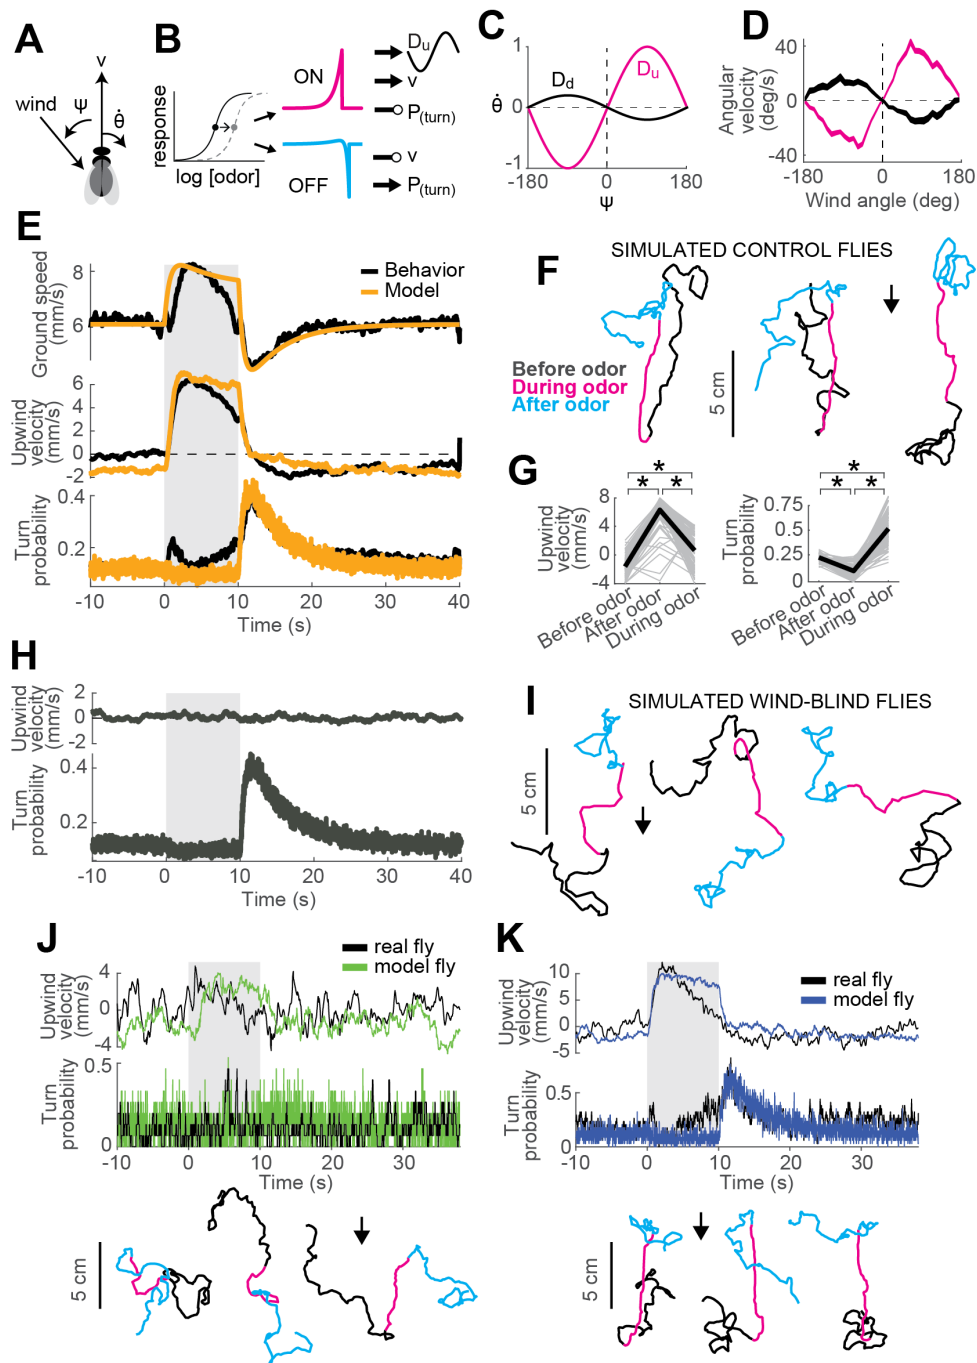 A
v
wind
ψ
θ̇
B
response
log [odor]
ON
OFF
Du
v
P(turn)
v
P(turn)
C
1
θ̇ 0
-1
Dd
Du
-180 0 180
ψ
D
Angular
velocity
(deg/s)
40
0
-40
-180 0 180
Wind angle (deg)
E
Ground speed
(mm/s)
8
6
Behavior
Model
Upwind
velocity
(mm/s)
6
4
2
0
-2
Turn
probability
0.4
0.2
-10 0 10 20 30 40
Time (s)
F
SIMULATED CONTROL FLIES
Before odor
During odor
After odor
5 cm
G
* * *
Upwind
velocity
(mm/s)
8
4
0
-4
Before odor
After odor
During odor
* * *
Turn
probability
0.75
0.5
0.25
0
Before odor
After odor
During odor
H
Upwind
velocity
(mm/s)
2
0
-2
Turn
probability
0.4
0.2
-10 0 10 20 30 40
Time (s)
I
SIMULATED WIND-BLIND FLIES
5 cm
J
real fly
model fly
Upwind
velocity
(mm/s)
4
0
-4
Turn
probability
0.5
0
-10 0 10 20 30
Time (s)
5 cm
K
real fly
model fly
Upwind
velocity
(mm/s)
10
5
0
-5
Turn
probability
0.5
0
-10 0 10 20 30
Time (s)
5 cm